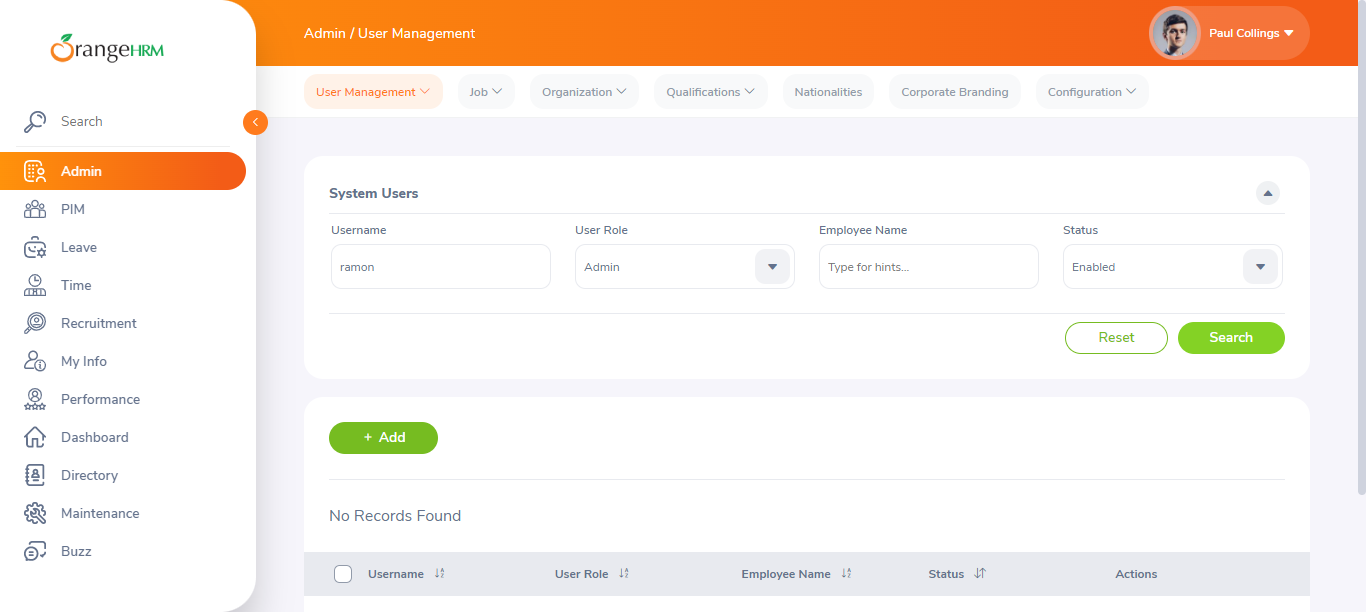 Admin / User Management
Paul Collings
OrangeHRM
User Management
Job
Organization
Qualifications
Nationalities
Corporate Branding
Configuration
Search
Admin
PIM
Leave
Time
Recruitment
My Info
Performance
Dashboard
Directory
Maintenance
Buzz
System Users
Username User Role Employee Name Status
ramon Admin Type for hints... Enabled
Reset Search
+ Add
No Records Found
Username User Role Employee Name Status Actions